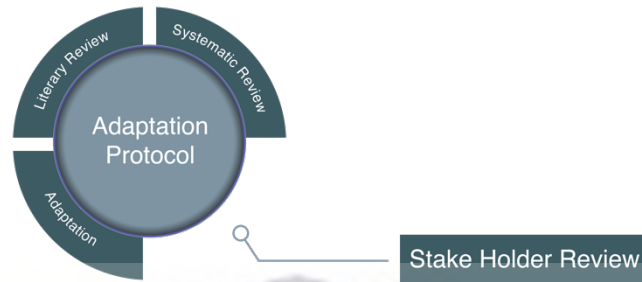 Literary Review
Systematic Review
Adaptation
Protocol
Adaptation
Stake Holder Review